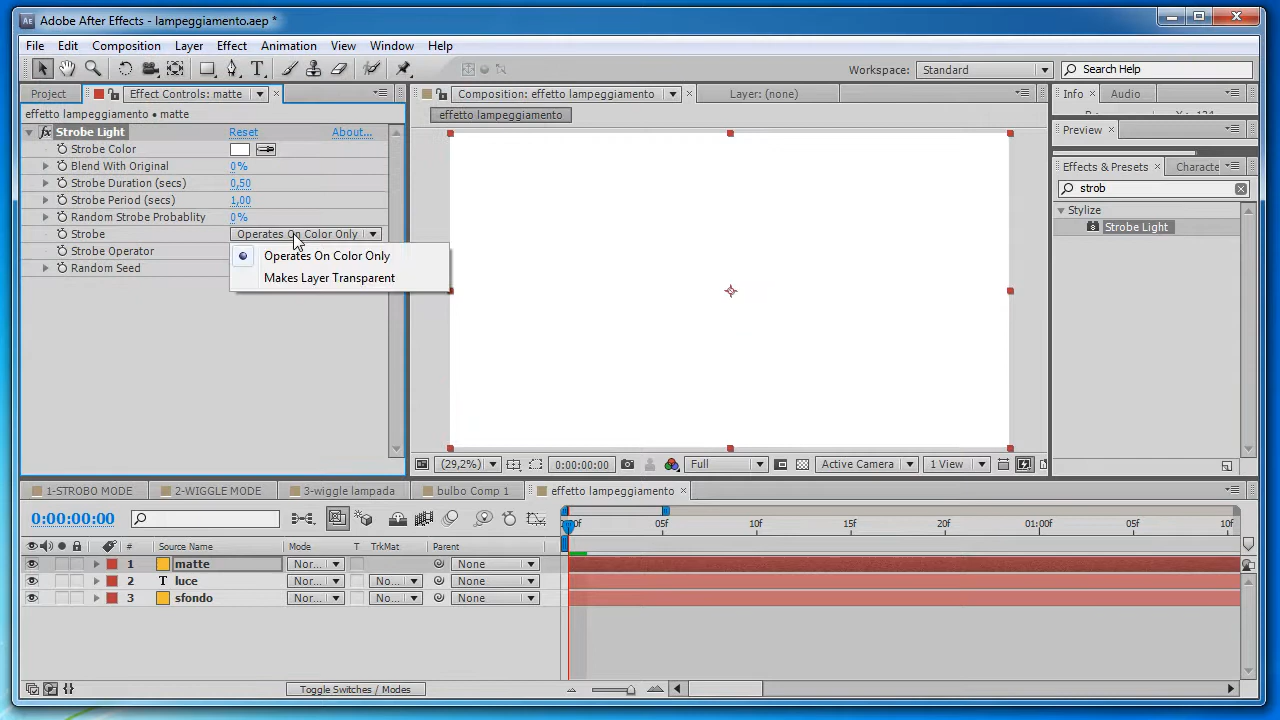 Adobe After Effects - lampeggiamento.aep *
File Edit Composition Layer Effect Animation View Window Help
Workspace: Standard Search Help
Project Effect Controls: matte
effetto lampeggiamento • matte
fx Strobe Light Reset About...
Strobe Color
Blend With Original 0 %
Strobe Duration (secs) 0,50
Strobe Period (secs) 1,00
Random Strobe Probablity 0 %
Strobe Operates On Color Only
Strobe Operator
Random Seed
Operates On Color Only
Makes Layer Transparent
Composition: effetto lampeggiamento Layer: (none)
effetto lampeggiamento
(29,2%) 0:00:00:00 Full Active Camera 1 View
Info Audio
Preview
Effects & Presets Characte
strob
Stylize
Strobe Light
1-STROBO MODE 2-WIGGLE MODE 3-wiggle lampada bulbo Comp 1 effetto lampeggiamento
0:00:00:00
05f 10f 15f 20f 01:00f 05f 10f
# Source Name Mode T TrkMat Parent
1 matte Nor... None
2 T luce Nor... No... None
3 sfondo Nor... No... None
Toggle Switches / Modes